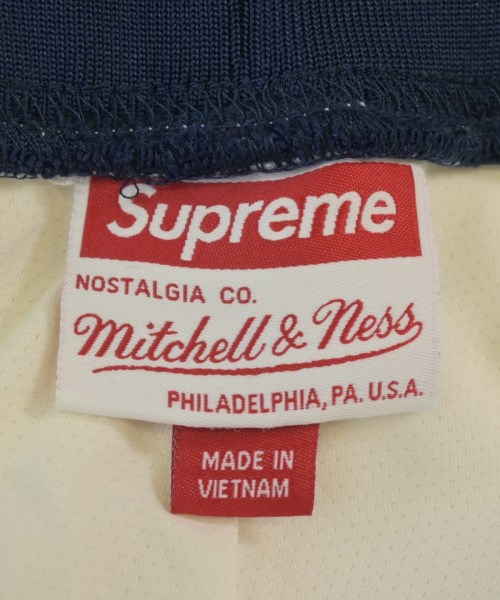 Supreme
NOSTALGIA CO.
Mitchell & Ness
PHILADELPHIA, PA. U.S.A.
MADE IN
VIETNAM